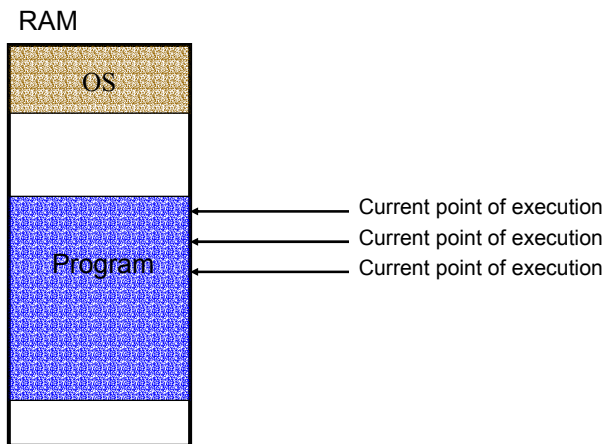 RAM
OS
Current point of execution
Current point of execution
Program
Current point of execution